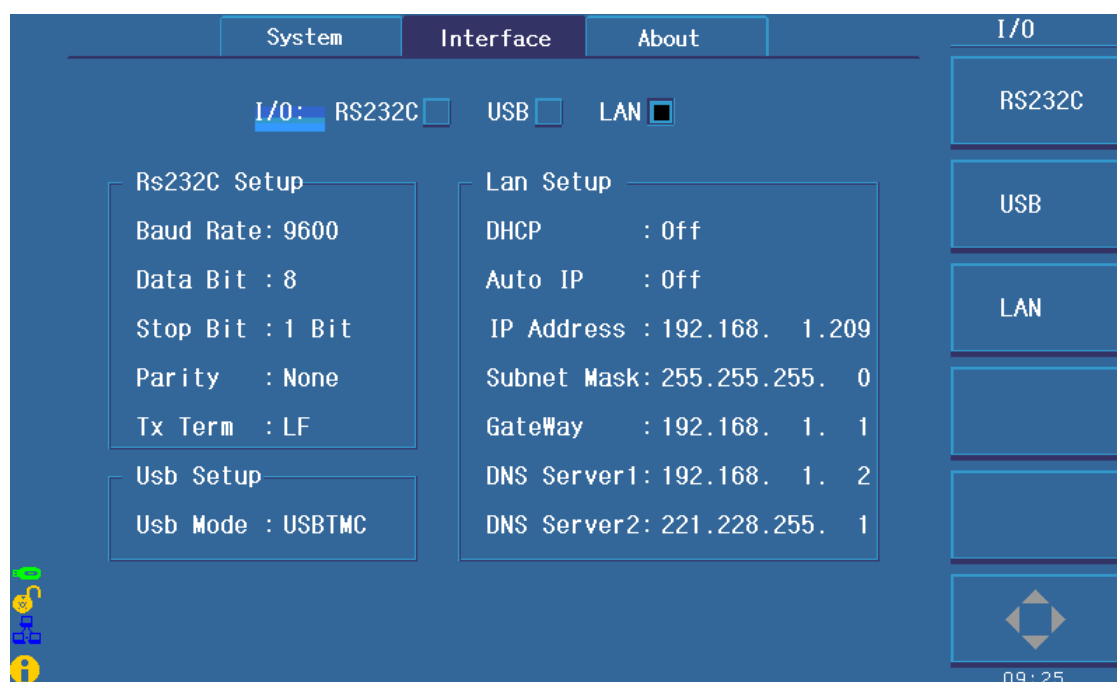 System Interface About
I/O: RS232C USB LAN
Rs232C Setup
Baud Rate: 9600
Data Bit : 8
Stop Bit : 1 Bit
Parity : None
Tx Term : LF
Usb Setup
Usb Mode : USBTMC
Lan Setup
DHCP : Off
Auto IP : Off
IP Address : 192.168. 1.209
Subnet Mask: 255.255.255. 0
GateWay : 192.168. 1. 1
DNS Server1: 192.168. 1. 2
DNS Server2: 221.228.255. 1
I/O
RS232C
USB
LAN
09:25